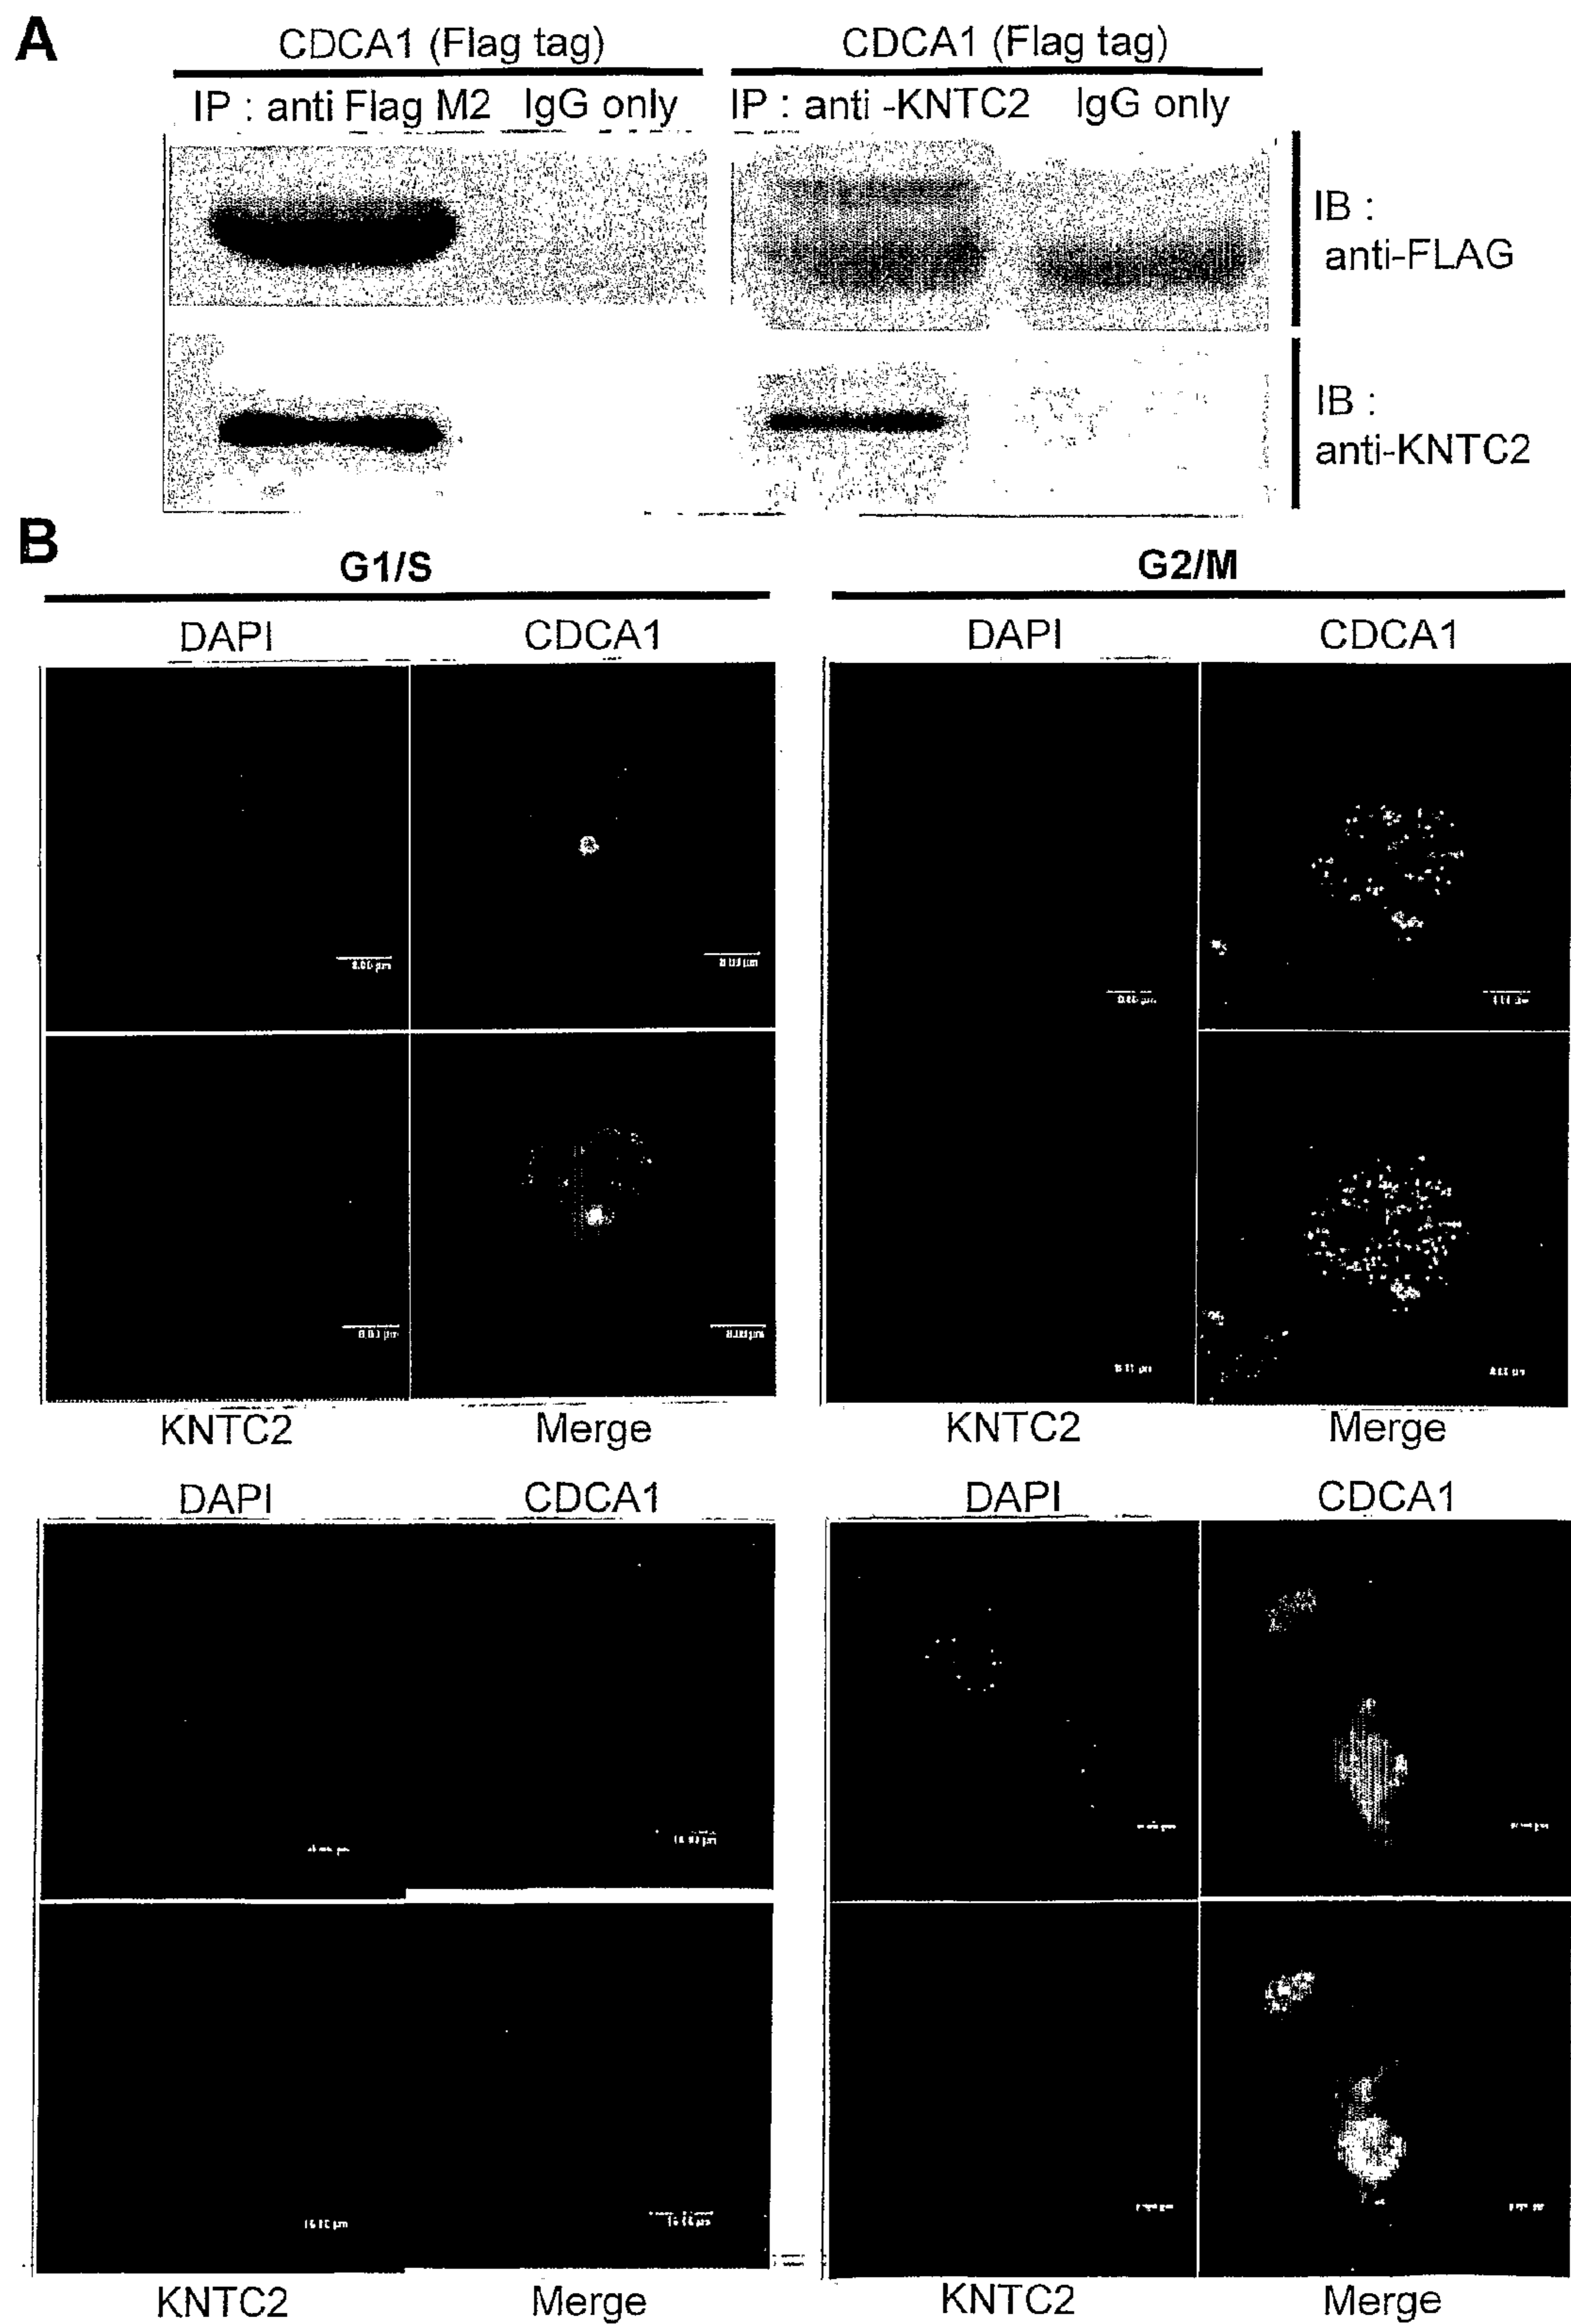 A
CDCA1 (Flag tag) CDCA1 (Flag tag)
IP : anti Flag M2 IgG only IP : anti -KNTC2 IgG only
IB :
anti-FLAG
IB :
anti-KNTC2
B
G1/S G2/M
DAPI CDCA1 DAPI CDCA1
KNTC2 Merge KNTC2 Merge
DAPI CDCA1 DAPI CDCA1
KNTC2 Merge KNTC2 Merge